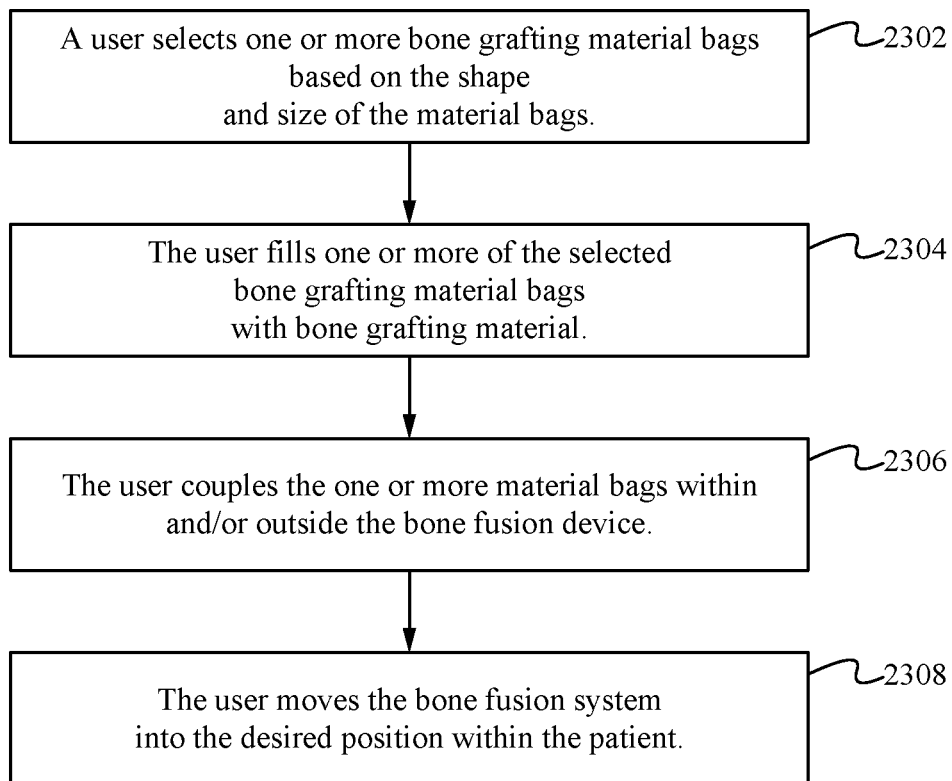 A user selects one or more bone grafting material bags
based on the shape
and size of the material bags.
2302
The user fills one or more of the selected
bone grafting material bags
with bone grafting material.
2304
The user couples the one or more material bags within
and/or outside the bone fusion device.
2306
The user moves the bone fusion system
into the desired position within the patient.
2308